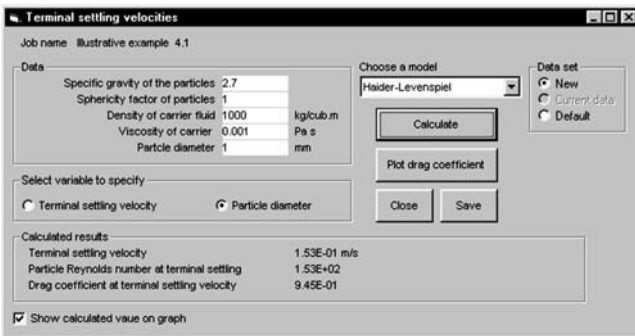 Terminal settling velocities
Job name Illustrative example 4.1
Data
Specific gravity of the particles 2.7
Sphericity factor of particles 1
Density of carrier fluid 1000 kg/cub.m
Viscosity of carrier 0.001 Pa s
Partcle diameter 1 mm
Choose a model
Haider-Levenspiel
Calculate
Plot drag coefficient
Close Save
Data set
New
Current data
Default
Select variable to specify
Terminal settling velocity Particle diameter
Calculated results
Terminal settling velocity 1.53E-01 m/s
Particle Reynolds number at terminal settling 1.53E+02
Drag coefficient at terminal settling velocity 9.45E-01
Show calculated vaue on graph